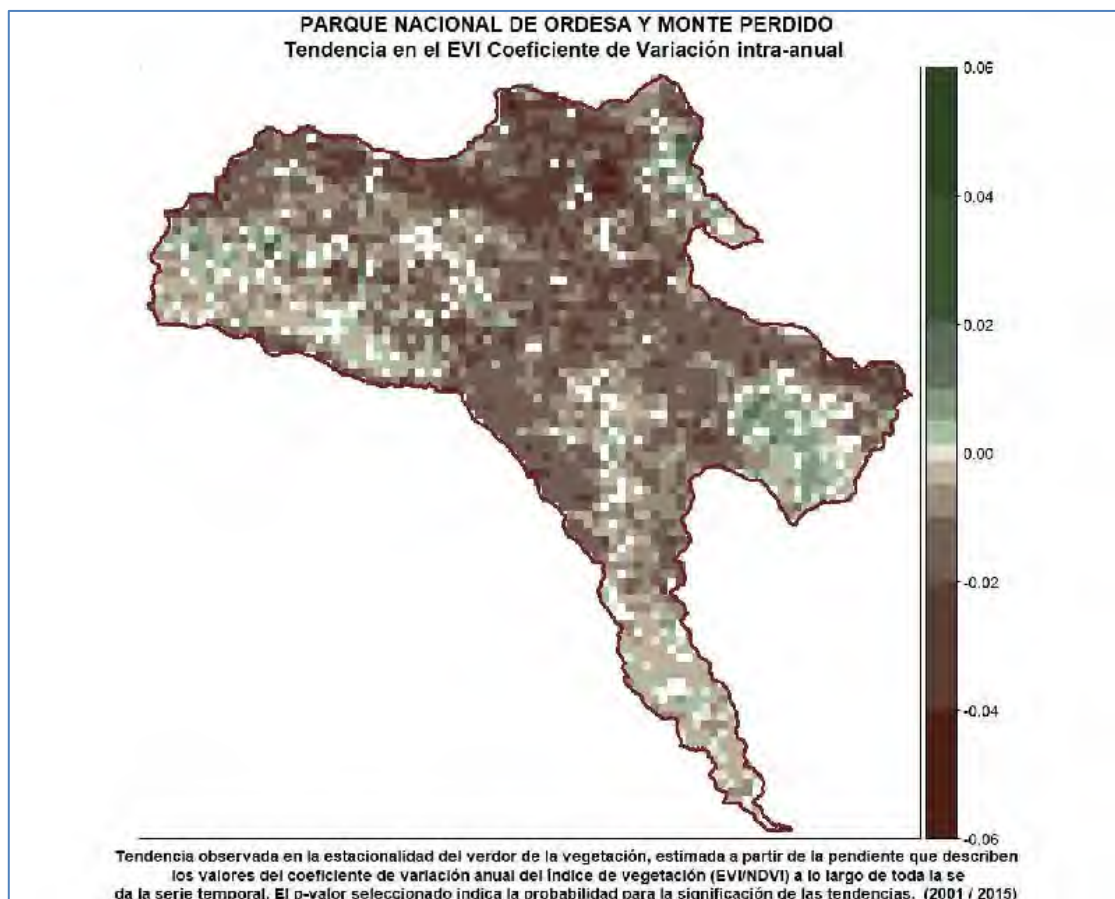 PARQUE NACIONAL DE ORDESA Y MONTE PERDIDO
Tendencia en el EVI Coeficiente de Variación intra-anual
0.06
0.04
0.02
0.00
-0.02
-0.04
-0.06
Tendencia observada en la estacionalidad del verdor de la vegetación, estimada a partir de la pendiente que describen
los valores del coeficiente de variación anual del índice de vegetación (EVI/NDVI) a lo largo de toda la se
da la serie temporal. El p-valor seleccionado indica la probabilidad para la significación de las tendencias. (2001 / 2015)